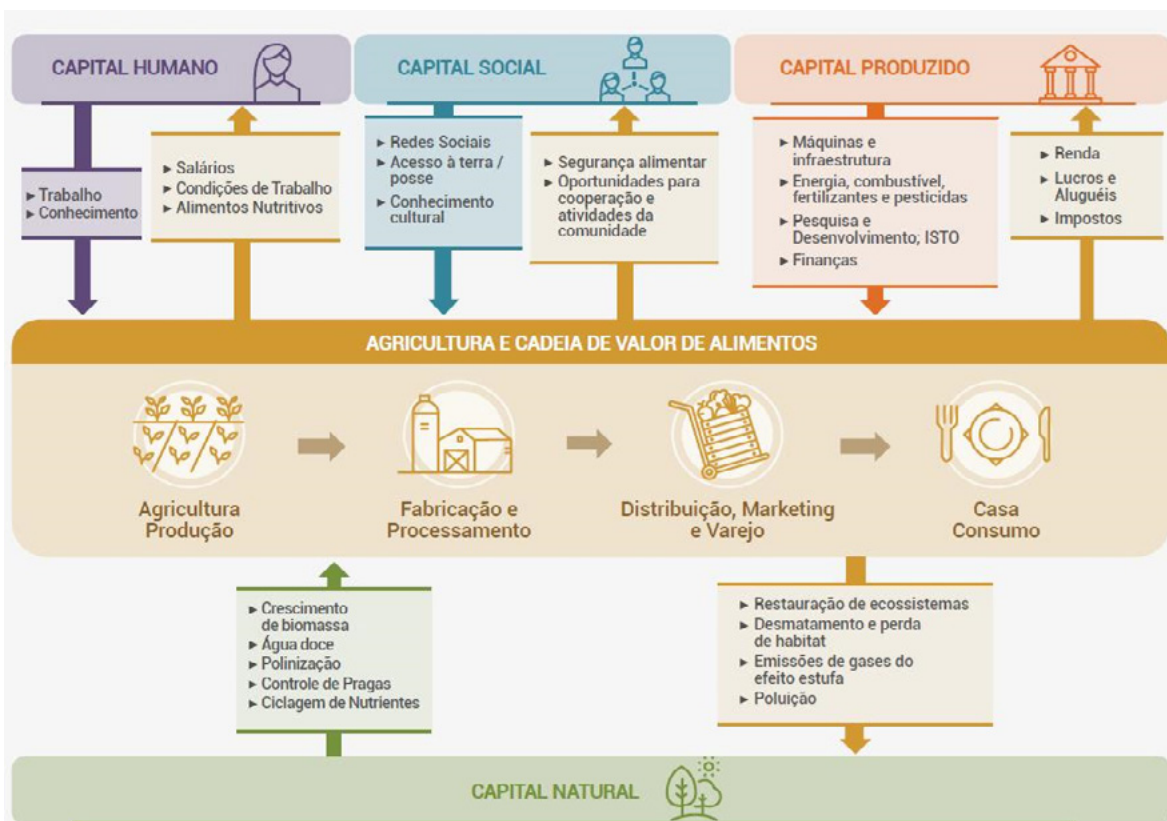 CAPITAL HUMANO
CAPITAL SOCIAL
CAPITAL PRODUZIDO
► Trabalho
► Conhecimento
► Salários
► Condições de Trabalho
► Alimentos Nutritivos
► Redes Sociais
► Acesso à terra /
posse
► Conhecimento
cultural
► Segurança alimentar
► Oportunidades para
cooperação e
atividades da
comunidade
► Máquinas e
infraestrutura
► Energia, combustível,
fertilizantes e pesticidas
► Pesquisa e
Desenvolvimento; ISTO
► Finanças
► Renda
► Lucros e
Aluguéis
► Impostos
AGRICULTURA E CADEIA DE VALOR DE ALIMENTOS
Agricultura
Produção
Fabricação e
Processamento
Distribuição, Marketing
e Varejo
Casa
Consumo
► Crescimento
de biomassa
► Água doce
► Polinização
► Controle de Pragas
► Ciclagem de Nutrientes
► Restauração de ecossistemas
► Desmatamento e perda
de habitat
► Emissões de gases do
efeito estufa
► Poluição
CAPITAL NATURAL